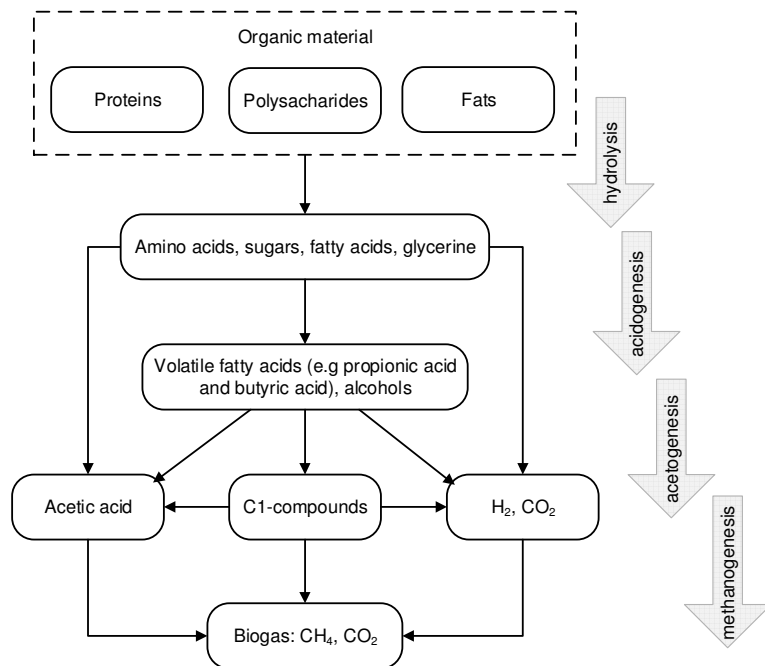 Organic material
Proteins
Polysacharides
Fats
hydrolysis
Amino acids, sugars, fatty acids, glycerine
acidogenesis
Volatile fatty acids (e.g propionic acid
and butyric acid), alcohols
acetogenesis
Acetic acid
C1-compounds
H₂, CO₂
methanogenesis
Biogas: CH₄, CO₂